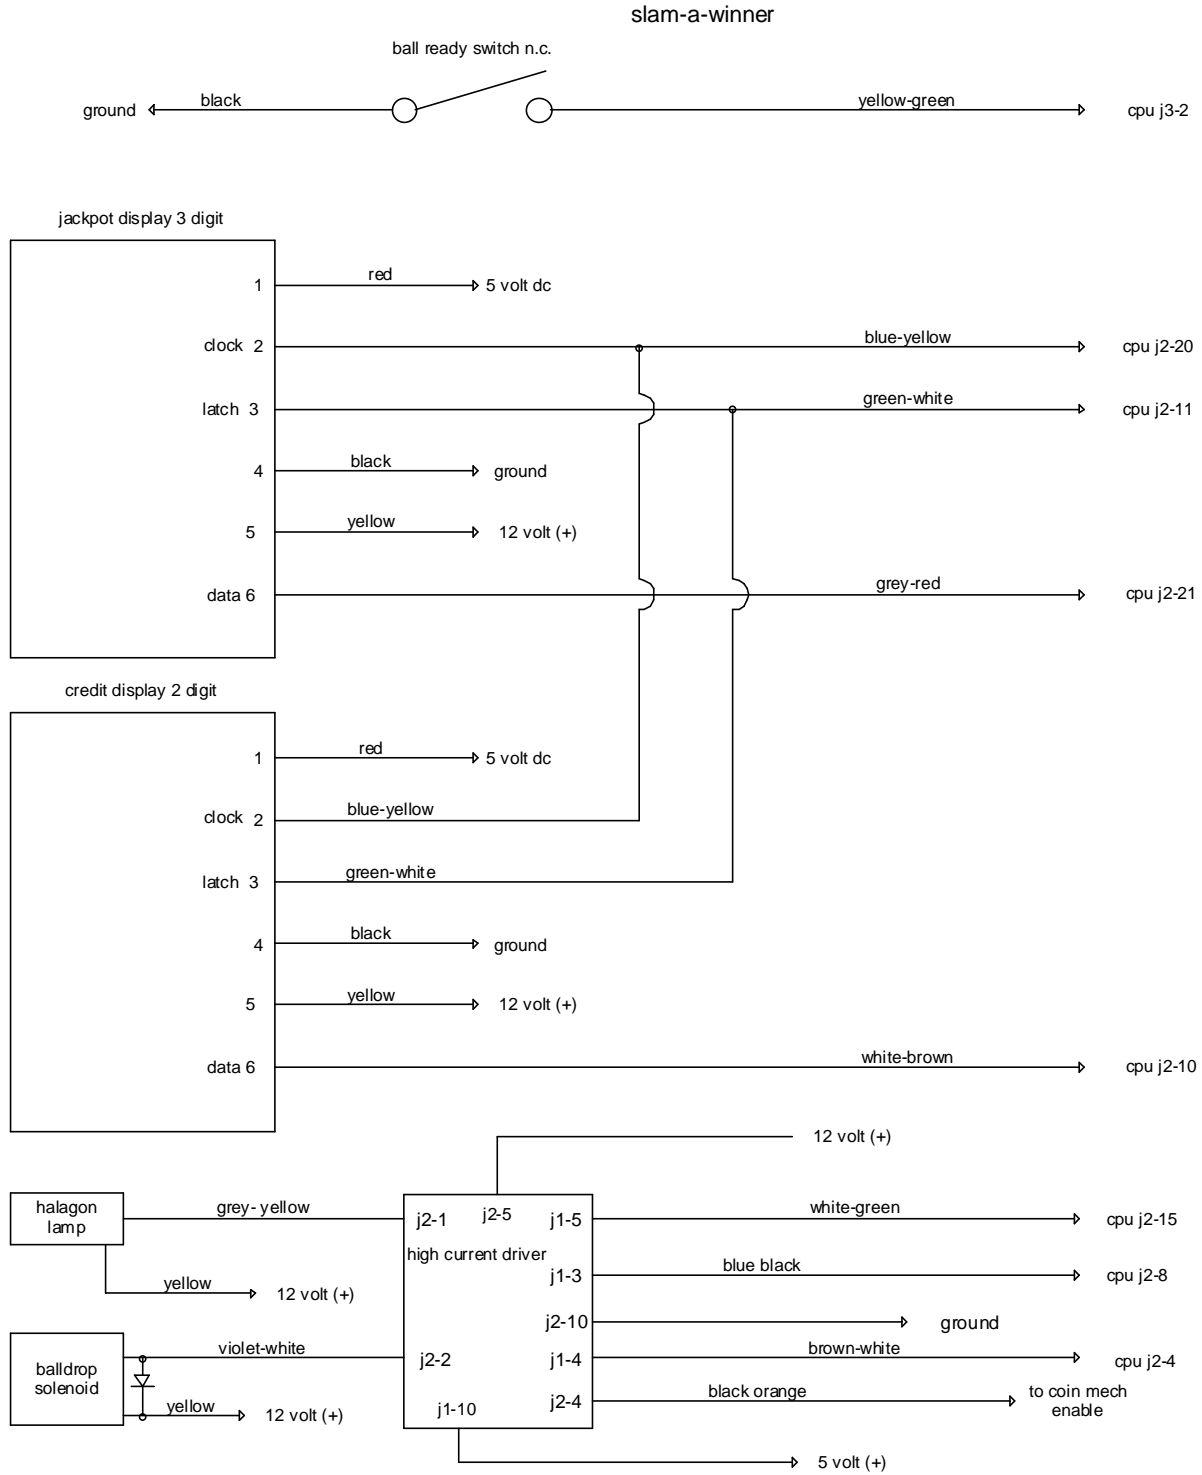 slam-a-winner
ball ready switch n.c.
ground
black
yellow-green
cpu j3-2
jackpot display 3 digit
1
red
5 volt dc
clock 2
blue-yellow
cpu j2-20
latch 3
green-white
cpu j2-11
4
black
ground
5
yellow
12 volt (+)
data 6
grey-red
cpu j2-21
credit display 2 digit
1
red
5 volt dc
clock 2
blue-yellow
latch 3
green-white
4
black
ground
5
yellow
12 volt (+)
data 6
white-brown
cpu j2-10
12 volt (+)
halagon
lamp
grey- yellow
j2-1
j2-5
j1-5
white-green
cpu j2-15
high current driver
j1-3
blue black
cpu j2-8
yellow
12 volt (+)
j2-10
ground
balldrop
solenoid
violet-white
j2-2
j1-4
brown-white
cpu j2-4
yellow
12 volt (+)
j1-10
j2-4
black orange
to coin mech
enable
5 volt (+)